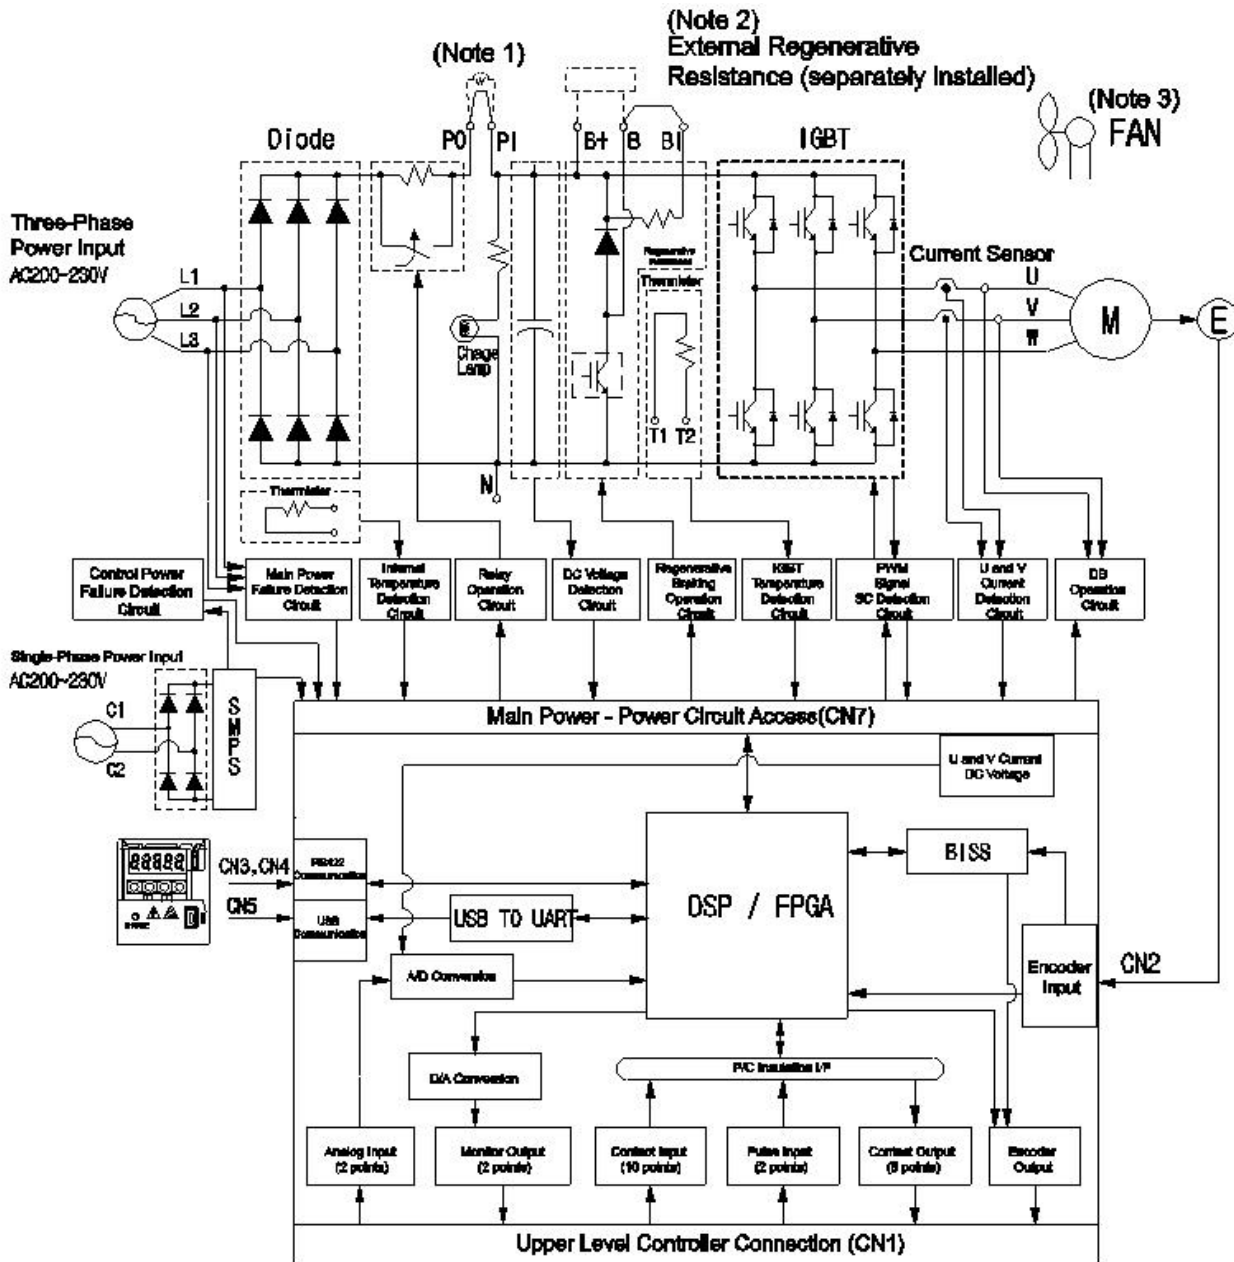 (Note 2)
External Regenerative
Resistance (separately Installed)
(Note 1)
(Note 3)
FAN
Diode
PO
PI
B+
B
BI
IGBT
Three-Phase
Power Input
AC200~230V
L1
L2
L3
Chage
Lamp
N
Regenerative
Thermister
T1 T2
Current Sensor
U
V
W
M
E
Thermister
Control Power
Failure Detection
Circuit
Main Power
Failure Detection
Circuit
Internal
Temperature
Detection
Circuit
Relay
Operation
Circuit
DC Voltage
Detection
Circuit
Regenerative
Braking
Operation
Circuit
IGBT
Temperature
Detection
Circuit
PWM
Signal
SC Detection
Circuit
U and V
Current
Detection
Circuit
DB
Operation
Circuit
Single-Phase Power Input
AC200~230V
C1
C2
SMPS
Main Power - Power Circuit Access(CN7)
U and V Current
DC Voltage
CN3,CN4
RS422
Communication
CN5
USB
Communication
USB TO UART
DSP / FPGA
BISS
Encoder
Input
CN2
A/D Conversion
D/A Conversion
P/C Insulation I/F
Analog Input
(2 points)
Monitor Output
(2 points)
Contact Input
(10 points)
Pulse Input
(2 points)
Contact Output
Encoder
Output
Upper Level Controller Connection (CN1)